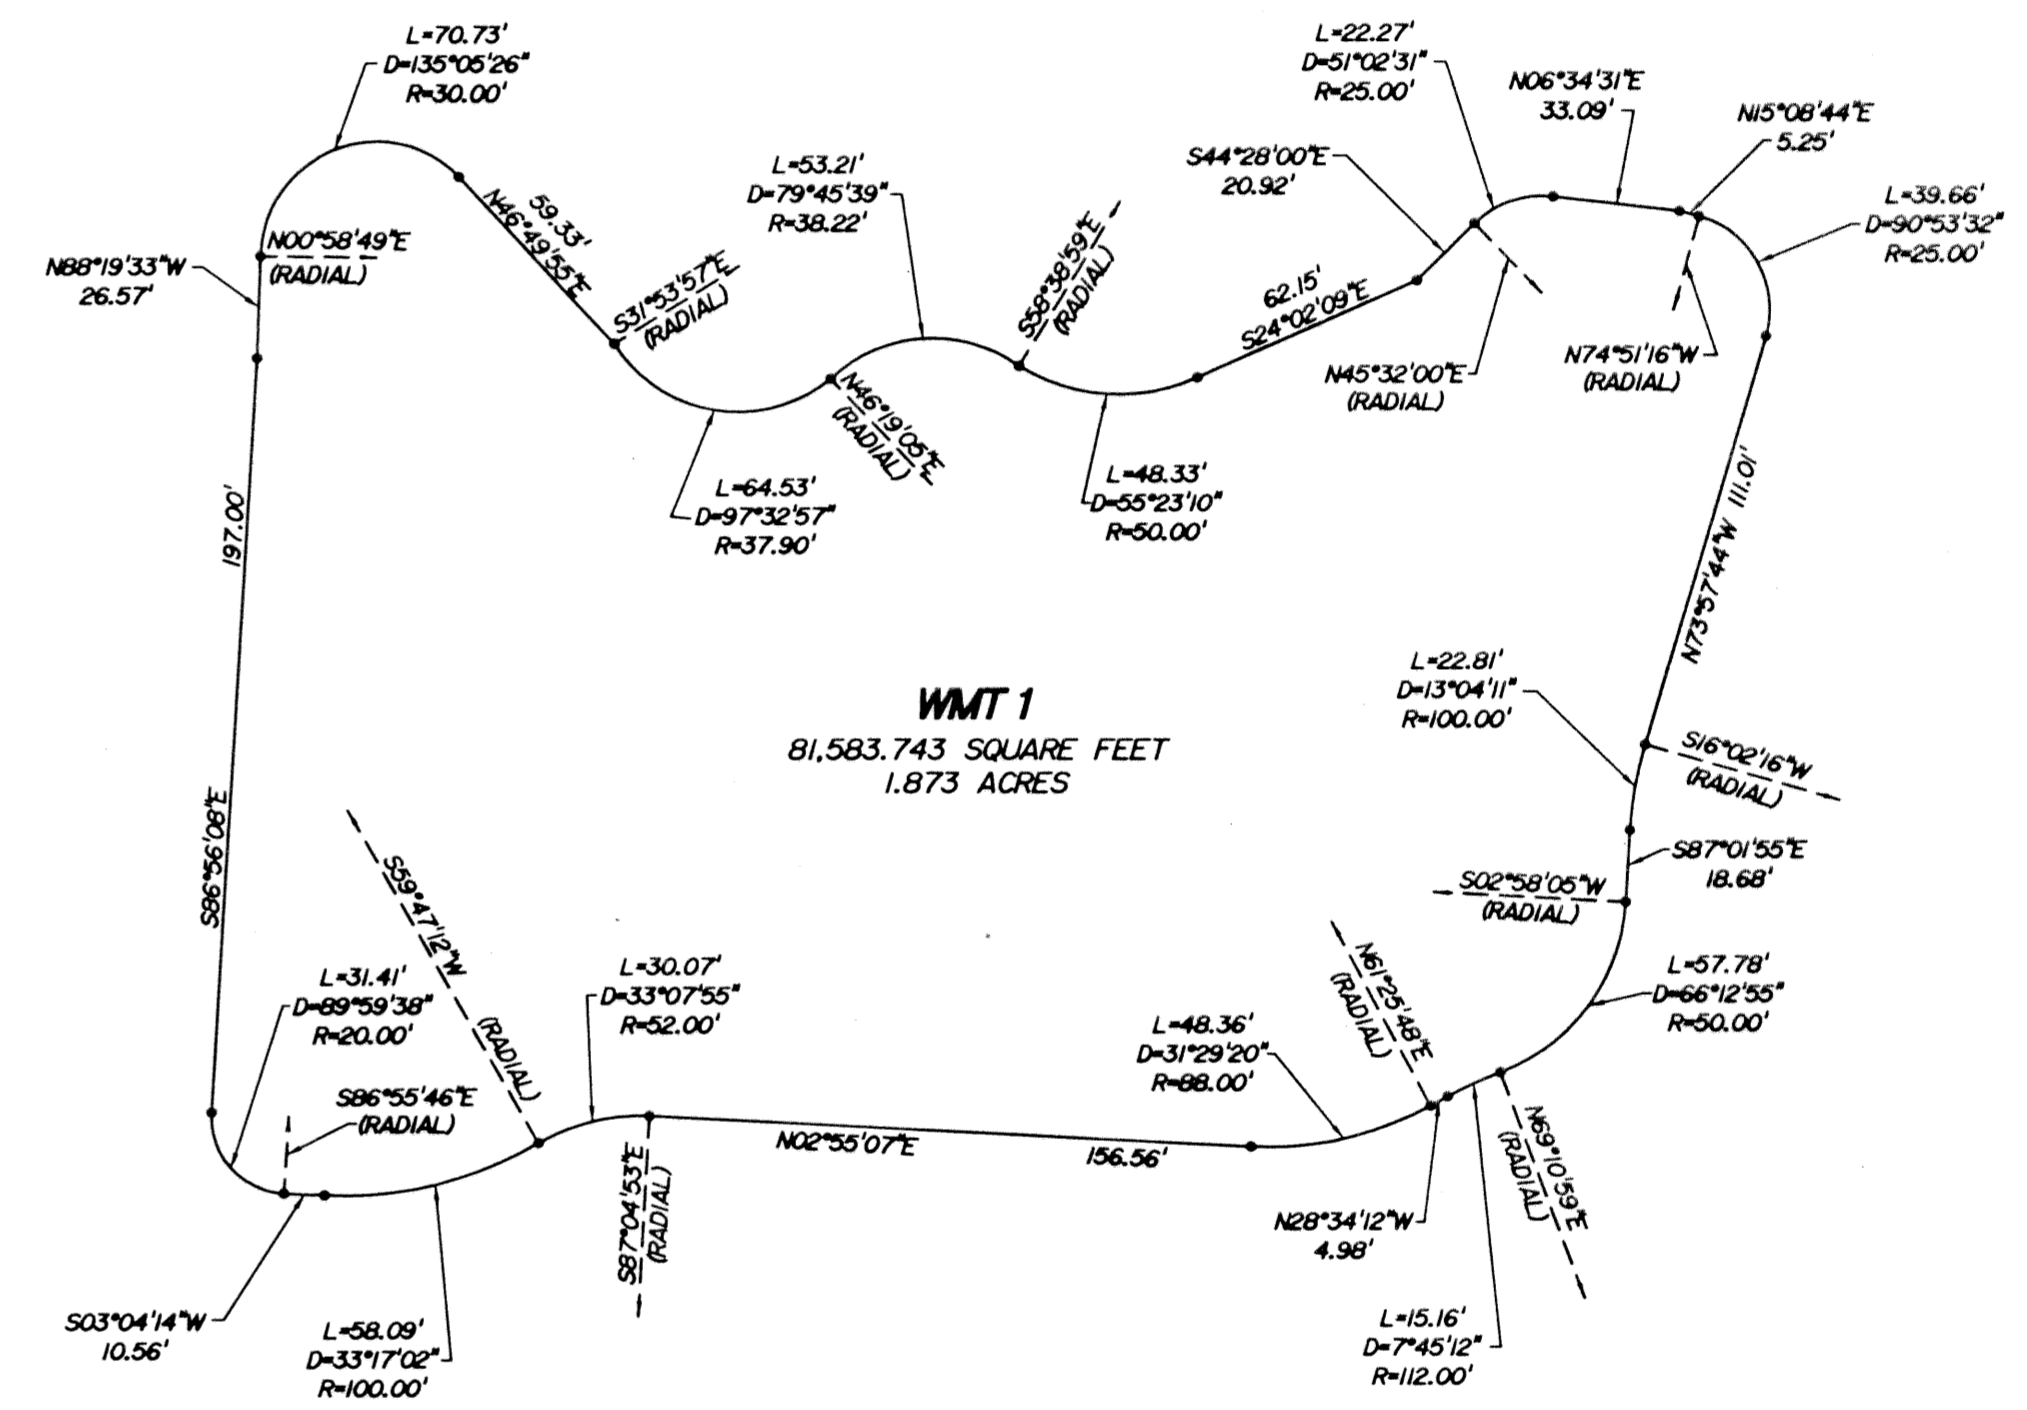 L=70.73'
D=135°05'26"
R=30.00'
L=22.27'
D=51°02'31"
R=25.00'
N06°34'31"E
33.09'
N15°08'44"E
5.25'
S44°28'00"E
20.92'
L=53.21'
D=79°45'39"
R=38.22'
L=39.66'
D=90°53'32"
R=25.00'
59.33'
N46°49'55"E
N00°58'49"E
(RADIAL)
N88°19'33"W
26.57'
S31°53'57"E
(RADIAL)
S58°38'59"E
(RADIAL)
62.15'
S24°02'09"E
N45°32'00"E
(RADIAL)
N74°51'16"W
(RADIAL)
N46°19'05"E
(RADIAL)
L=64.53'
D=97°32'57"
R=37.90'
L=48.33'
D=55°23'10"
R=50.00'
197.00'
S86°56'08"E
N73°57'44"W 111.01'
L=22.81'
D=13°04'11"
R=100.00'
WMT 1
81,583.743 SQUARE FEET
1.873 ACRES
S16°02'16"W
(RADIAL)
S87°01'55"E
18.68'
S02°58'05"W
(RADIAL)
S59°47'12"W
(RADIAL)
L=31.41'
D=89°59'38"
R=20.00'
L=30.07'
D=33°07'55"
R=52.00'
N61°25'48"E
(RADIAL)
L=57.78'
D=66°12'55"
R=50.00'
L=48.36'
D=31°29'20"
R=88.00'
S86°55'46"E
(RADIAL)
N02°55'07"E
156.56'
S87°04'53"E
(RADIAL)
N69°10'59"E
(RADIAL)
N28°34'12"W
4.98'
S03°04'14"W
10.56'
L=58.09'
D=33°17'02"
R=100.00'
L=15.16'
D=7°45'12"
R=112.00'